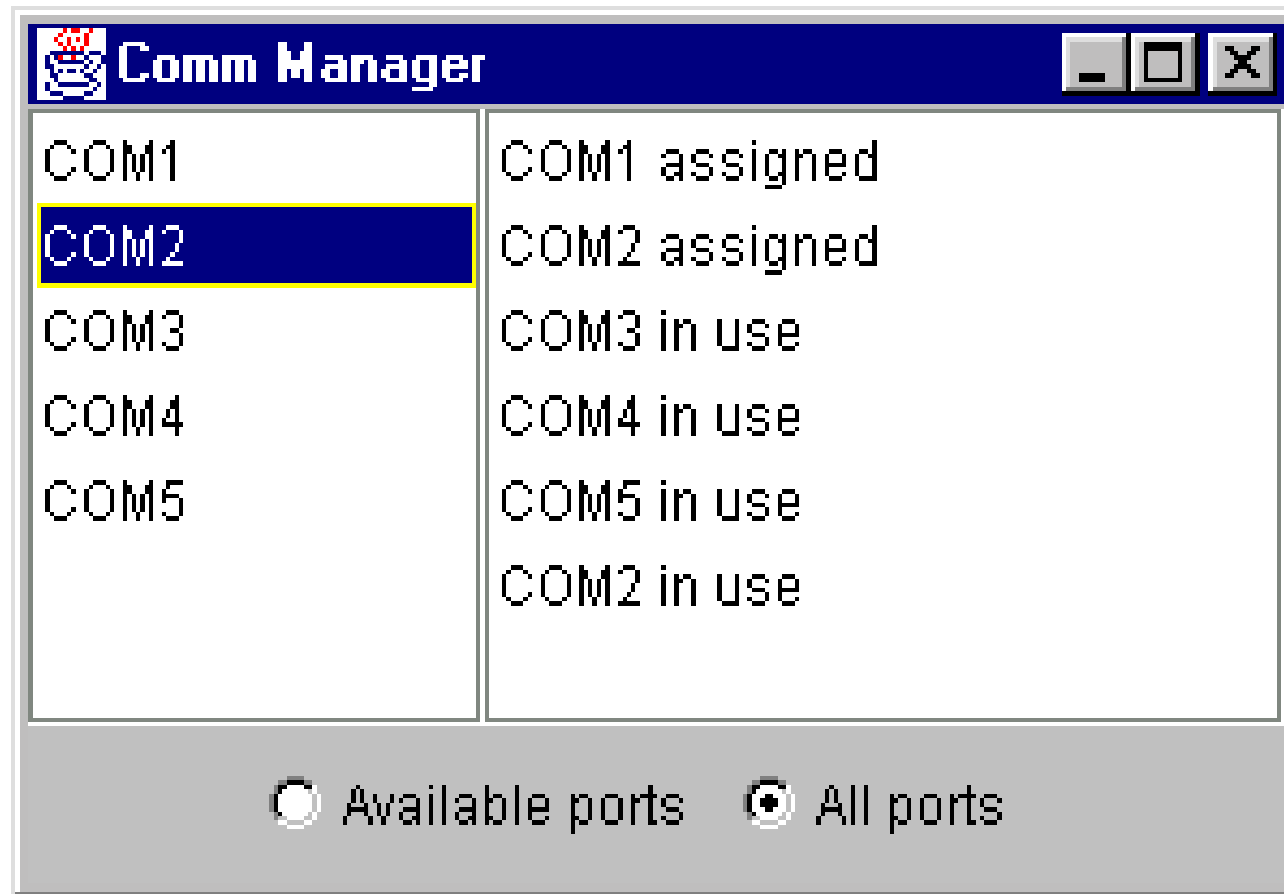 Comm Manager
COM1
COM2
COM3
COM4
COM5
COM1 assigned
COM2 assigned
COM3 in use
COM4 in use
COM5 in use
COM2 in use
Available ports
All ports